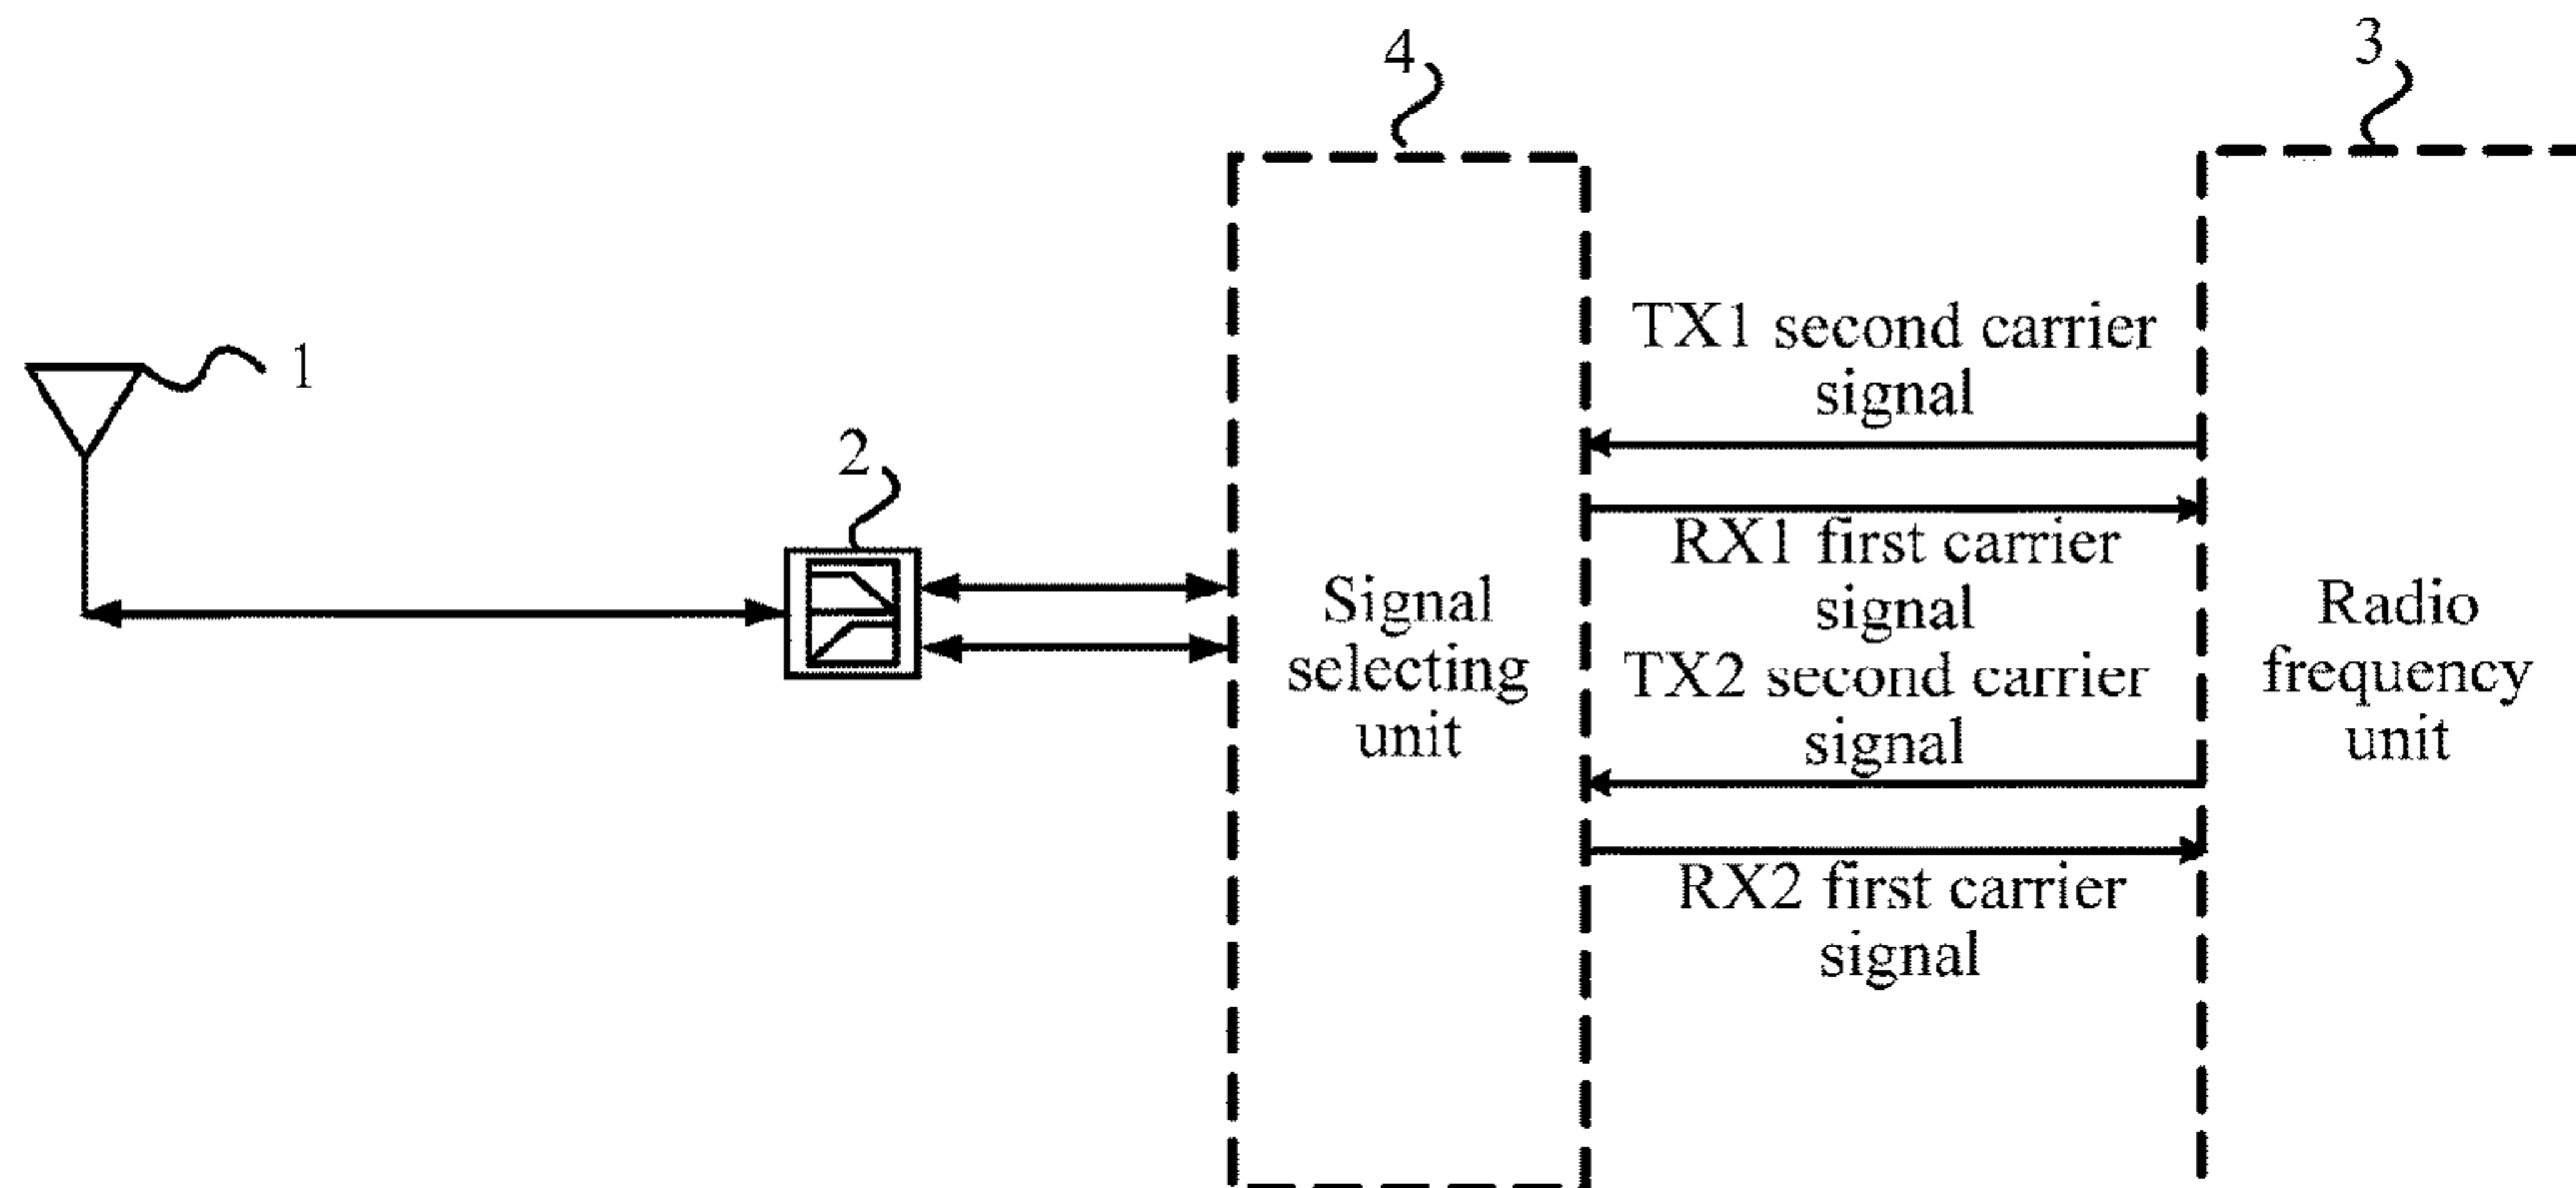 4
3
1
2
TX1 second carrier
signal
RX1 first carrier
signal
TX2 second carrier
signal
RX2 first carrier
signal
Signal
selecting
unit
Radio
frequency
unit